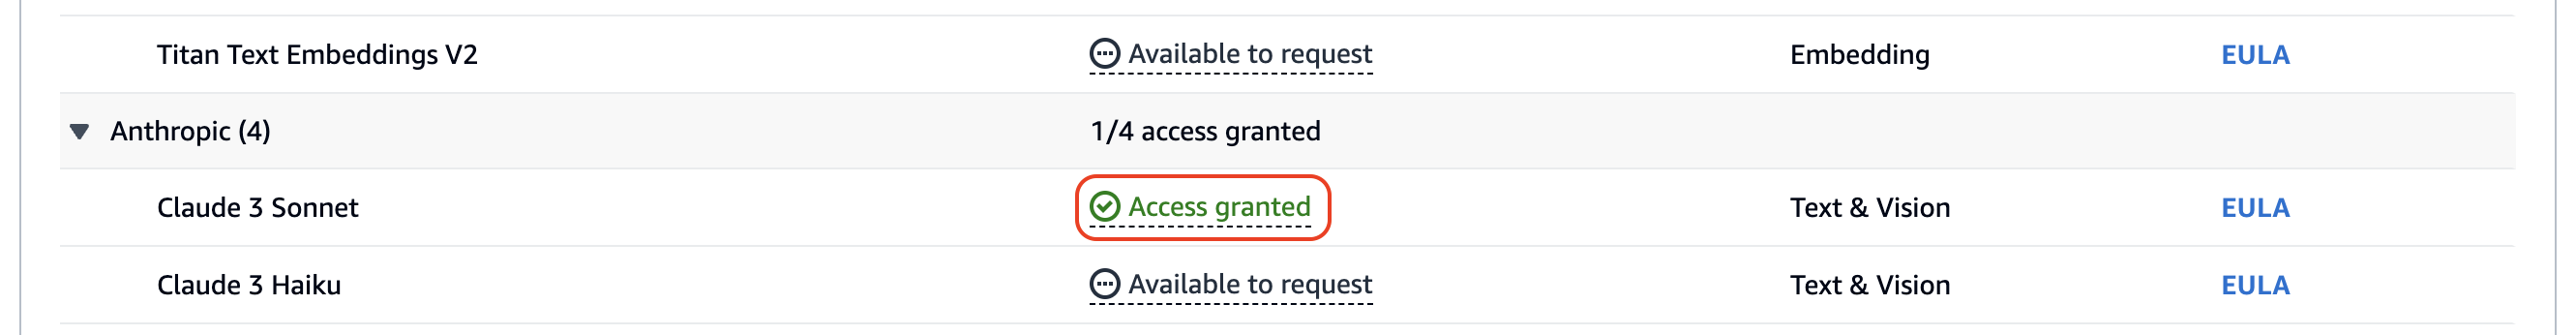 Titan Text Embeddings V2 Available to request Embedding EULA
Anthropic (4) 1/4 access granted
Claude 3 Sonnet Access granted Text & Vision EULA
Claude 3 Haiku Available to request Text & Vision EULA